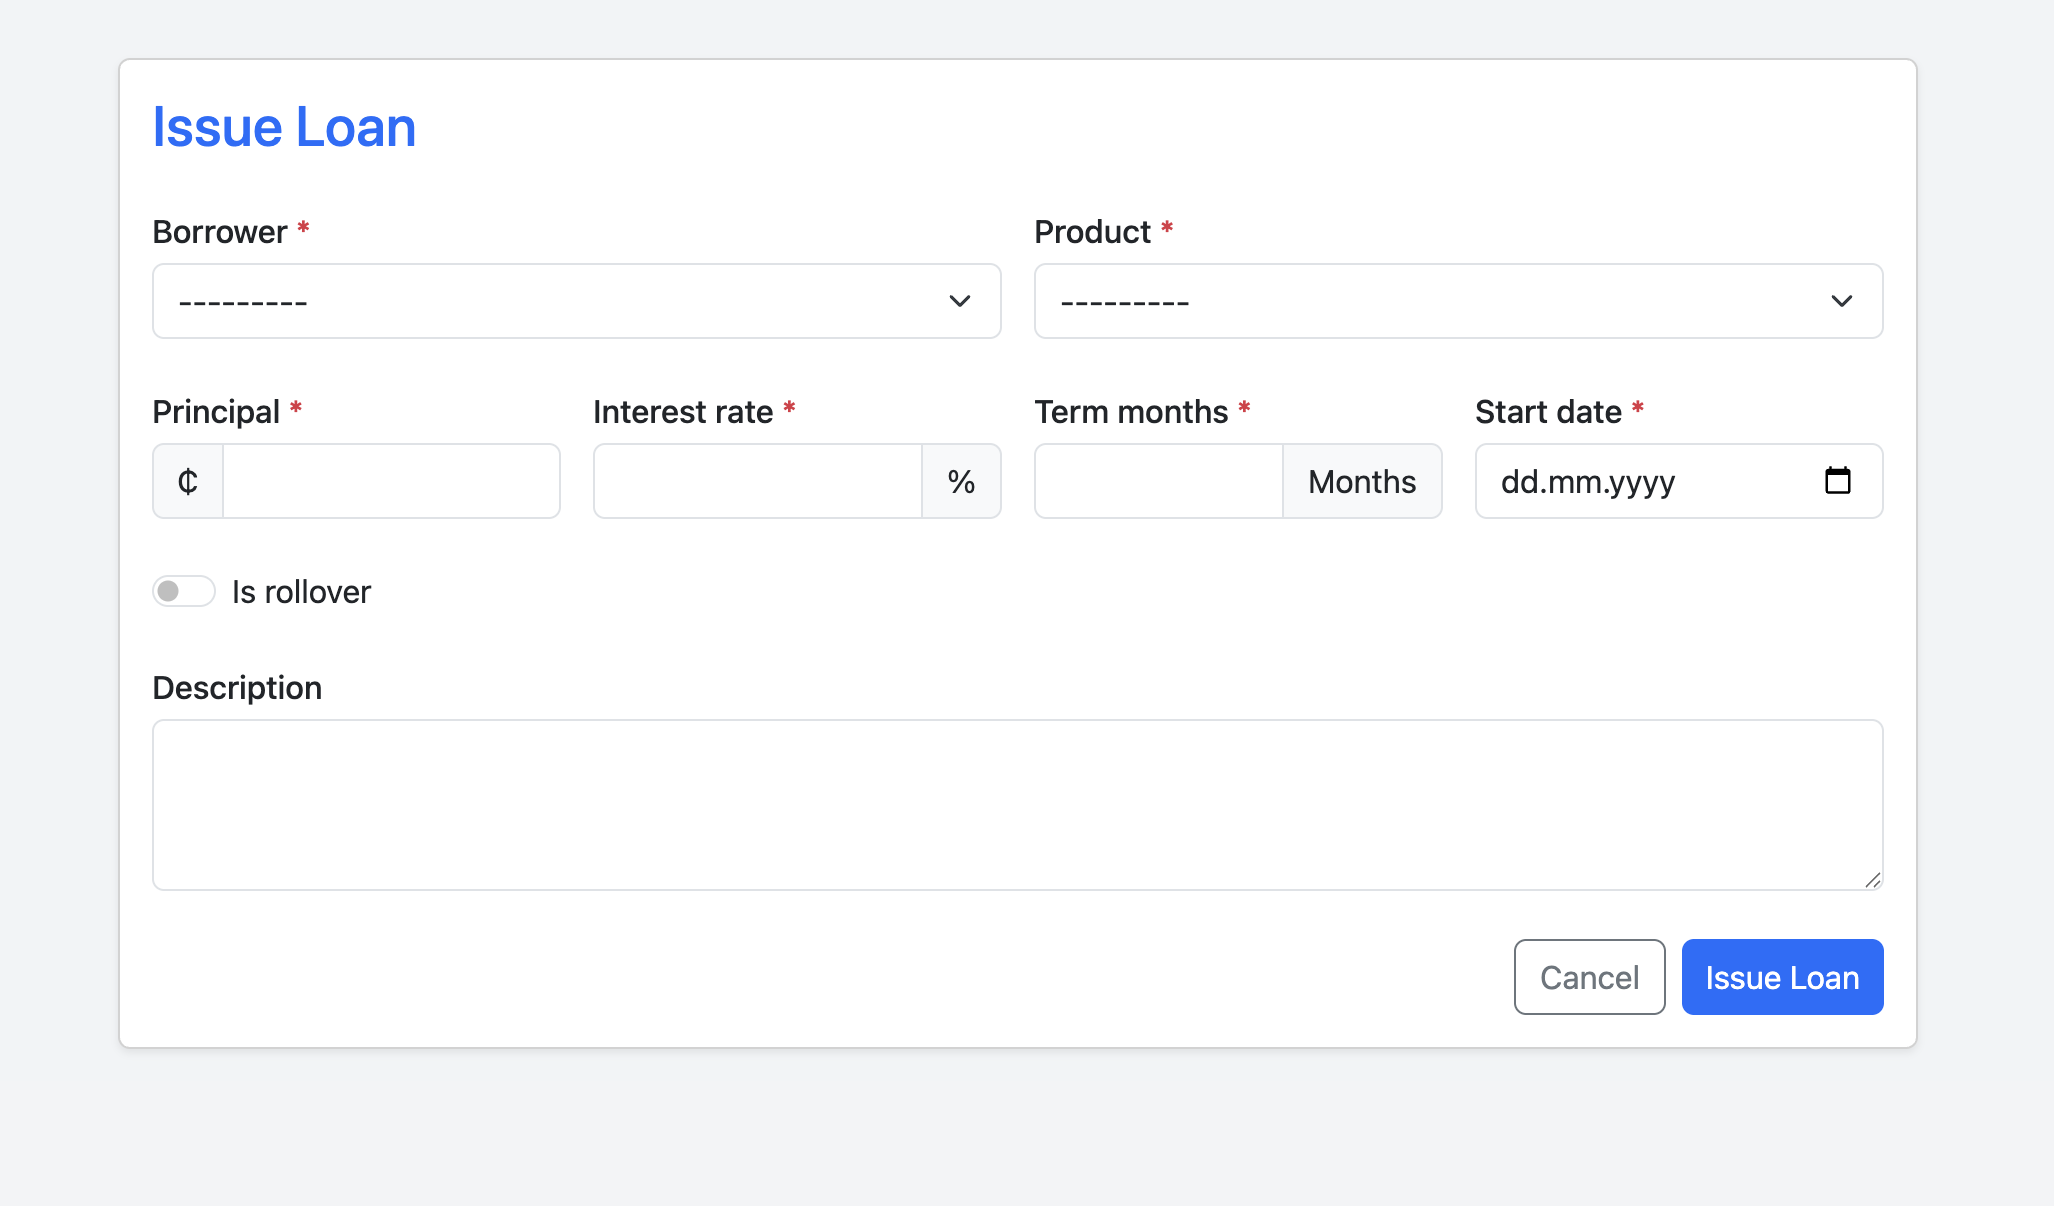 Issue Loan
Borrower *
Product *
---------
---------
Principal *
Interest rate *
Term months *
Start date *
₵
%
Months
dd.mm.yyyy
Is rollover
Description
Cancel
Issue Loan